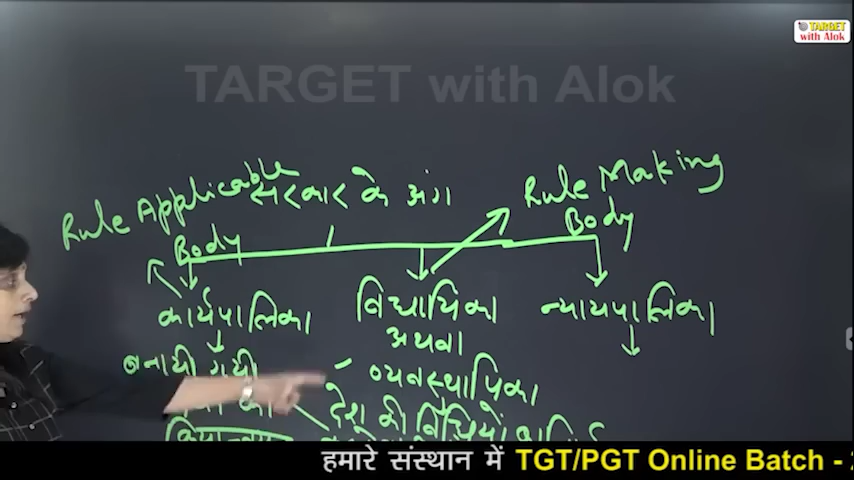 TARGET
with Alok
TARGET with Alok
Rule Applicable
Body
सरकार के अंग
Rule Making
Body
कार्यपालिका
विधायिका
न्यायपालिका
अथवा
बनायी गयी
व्यवस्थापिका
देश की
हमारे संस्थान में TGT/PGT Online Batch -